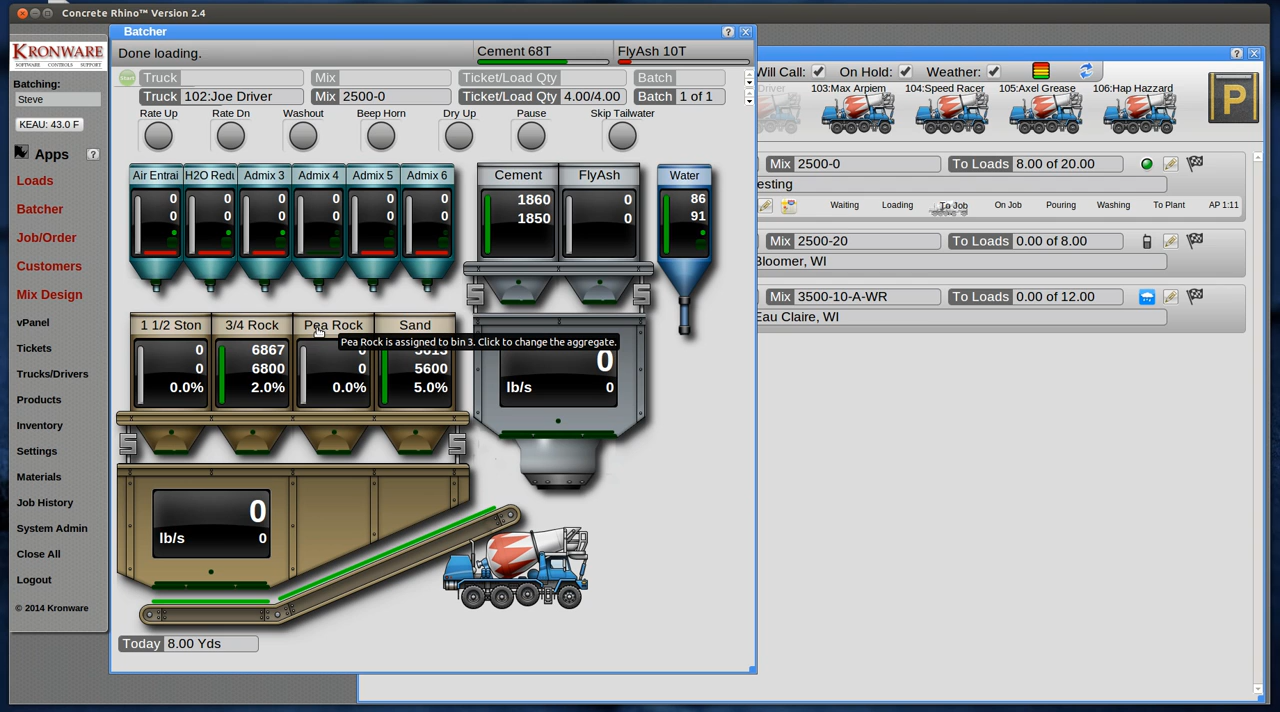 Concrete Rhino™ Version 2.4
KRONWARE
SOFTWARE CONTROLS SUPPORT
Batching:
Steve
KEAU: 43.0 F
Apps ?
Loads
Batcher
Job/Order
Customers
Mix Design
vPanel
Tickets
Trucks/Drivers
Products
Inventory
Settings
Materials
Job History
System Admin
Close All
Logout
© 2014 Kronware
Batcher ?
Done loading. Cement 68T FlyAsh 10T
Start Truck Mix Ticket/Load Qty Batch
Truck 102:Joe Driver Mix 2500-0 Ticket/Load Qty 4.00/4.00 Batch 1 of 1
Rate Up Rate Dn Washout Beep Horn Dry Up Pause Skip Tailwater
Air Entrai H2O Redu Admix 3 Admix 4 Admix 5 Admix 6 Cement FlyAsh Water
0 0 0 0 0 0 1860 0 86
0 0 0 0 0 0 1850 0 91
1 1/2 Ston 3/4 Rock Pea Rock Sand
Pea Rock is assigned to bin 3. Click to change the aggregate.
0 6867 0
0 6800 0 5600
0.0% 2.0% 0.0% 5.0%
0
lb/s 0
0
lb/s 0
Today 8.00 Yds
?
Will Call: On Hold: Weather:
Driver 103:Max Arpiem 104:Speed Racer 105:Axel Grease 106:Hap Hazzard
P
Mix 2500-0 To Loads 8.00 of 20.00
esting
Waiting Loading To Job On Job Pouring Washing To Plant AP 1:11
Mix 2500-20 To Loads 0.00 of 8.00
Bloomer, WI
Mix 3500-10-A-WR To Loads 0.00 of 12.00
Eau Claire, WI